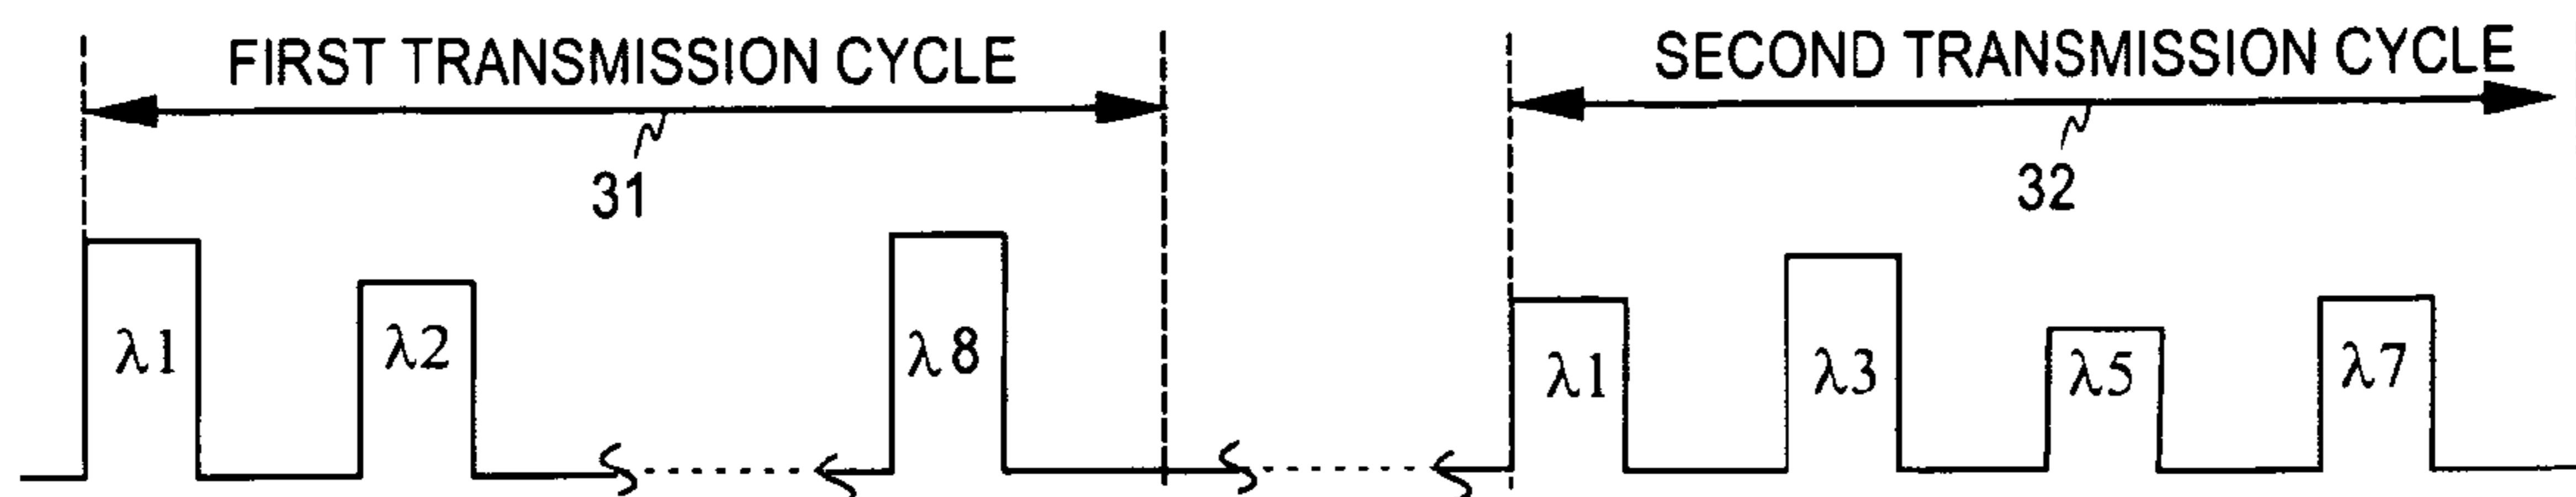 FIRST TRANSMISSION CYCLE
SECOND TRANSMISSION CYCLE
31
32
λ1
λ2
λ8
λ1
λ3
λ5
λ7